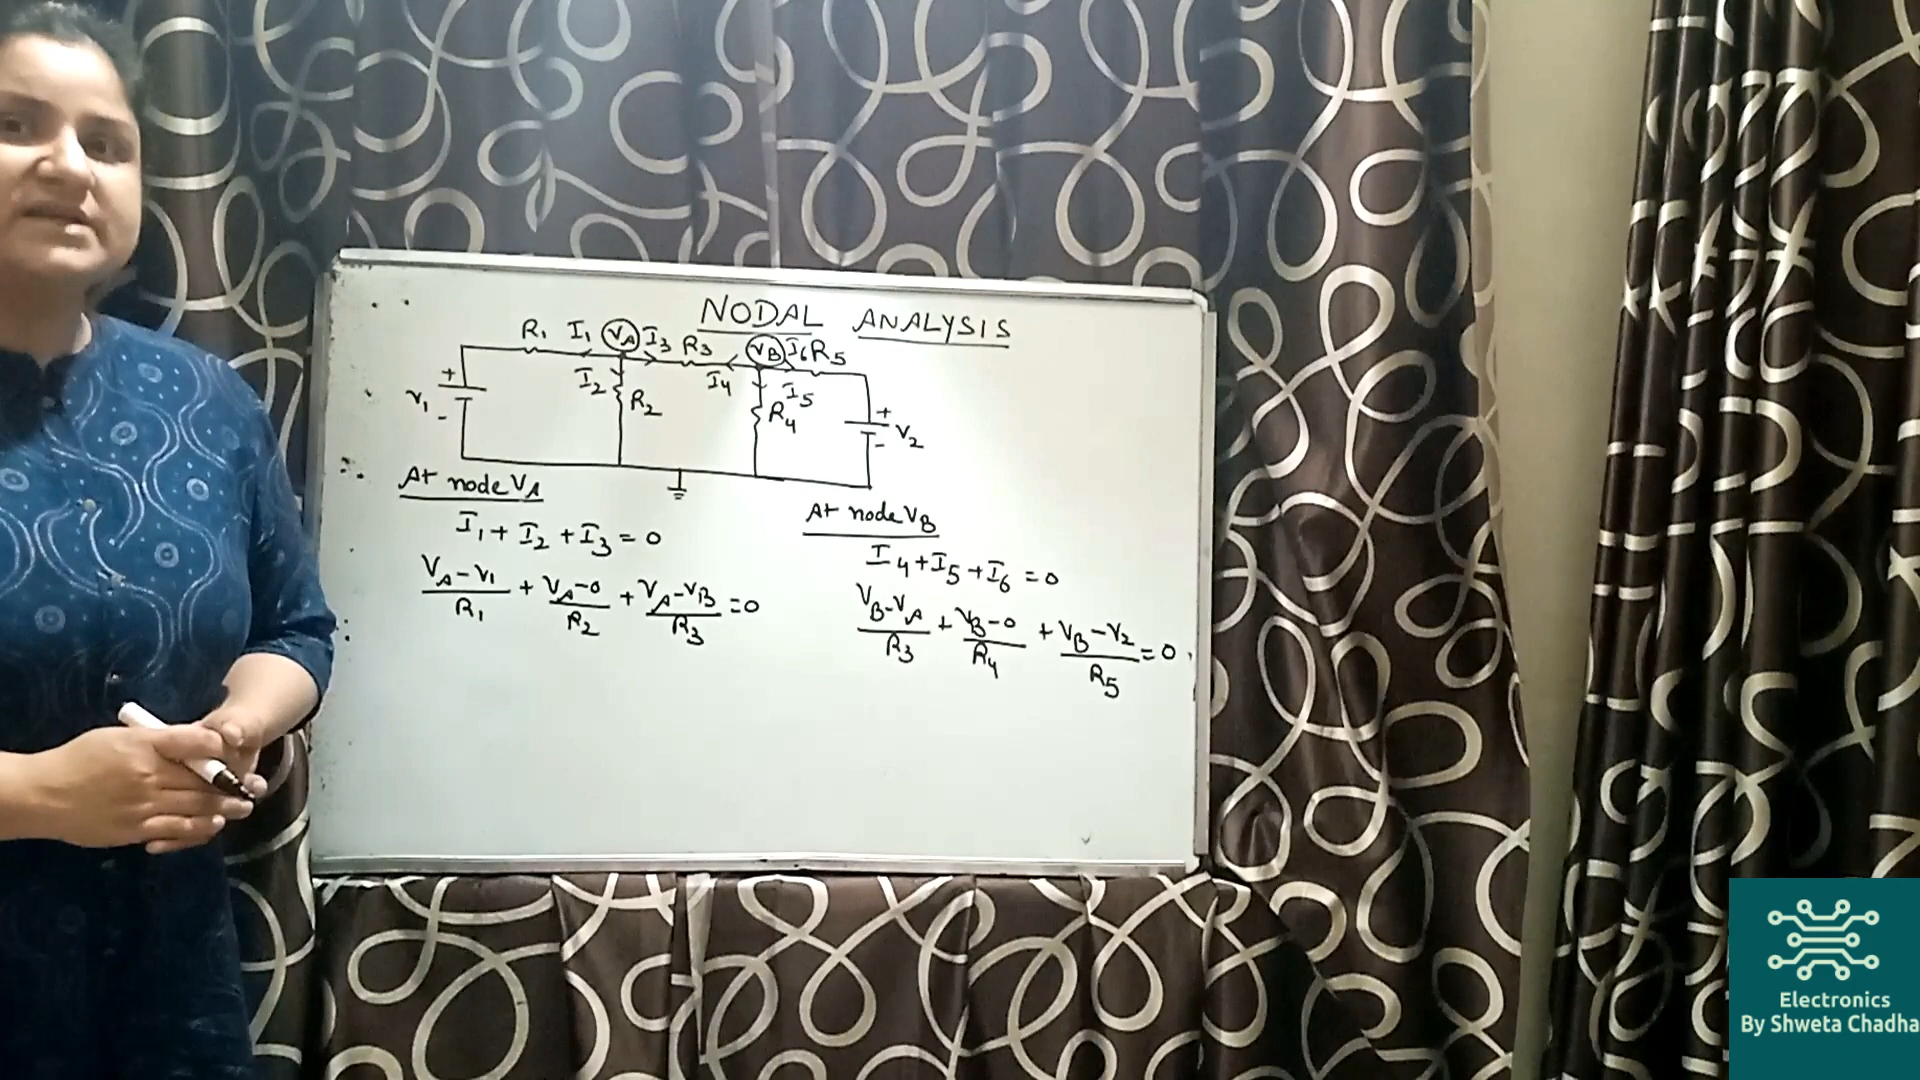 NODAL ANALYSIS
R1 I1 VA I3 R3 VB I6 R5
I2 R2 I4 I5 R4
+ V1 -
+ V2 -
At node VA
I1 + I2 + I3 = 0
VA - V1 / R1 + VA - 0 / R2 + VA - VB / R3 = 0
At node VB
I4 + I5 + I6 = 0
VB - VA / R3 + VB - 0 / R4 + VB - V2 / R5 = 0
Electronics
By Shweta Chadha